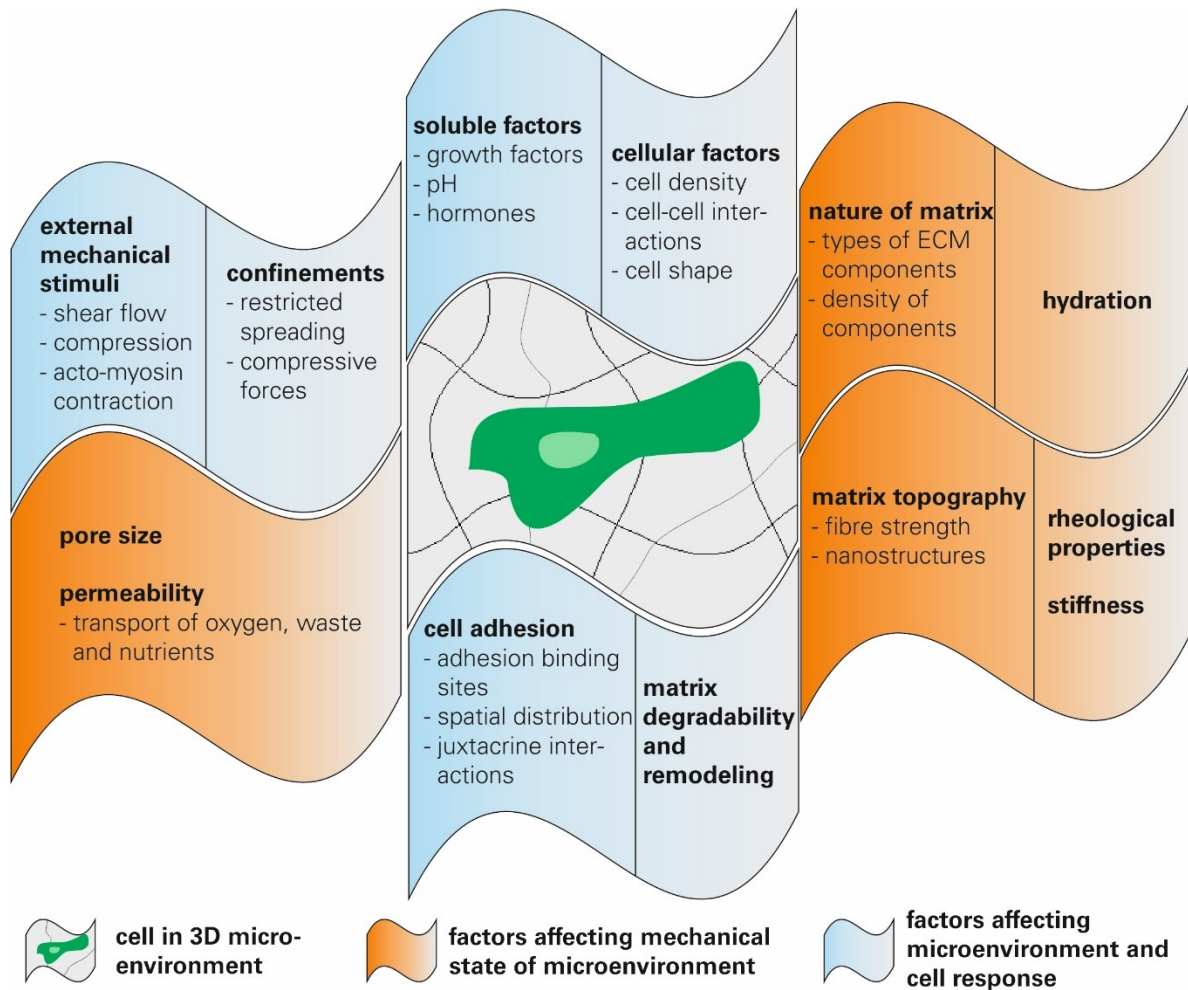 soluble factors
- growth factors
- pH
- hormones
cellular factors
- cell density
- cell-cell inter-
actions
- cell shape
external
mechanical
stimuli
- shear flow
- compression
- acto-myosin
contraction
confinements
- restricted
spreading
- compressive
forces
nature of matrix
- types of ECM
components
- density of
components
hydration
pore size
permeability
- transport of oxygen, waste
and nutrients
matrix topography
- fibre strength
- nanostructures
rheological
properties
stiffness
cell adhesion
- adhesion binding
sites
- spatial distribution
- juxtacrine inter-
actions
matrix
degradability
and
remodeling
cell in 3D micro-
environment
factors affecting mechanical
state of microenvironment
factors affecting
microenvironment and
cell response